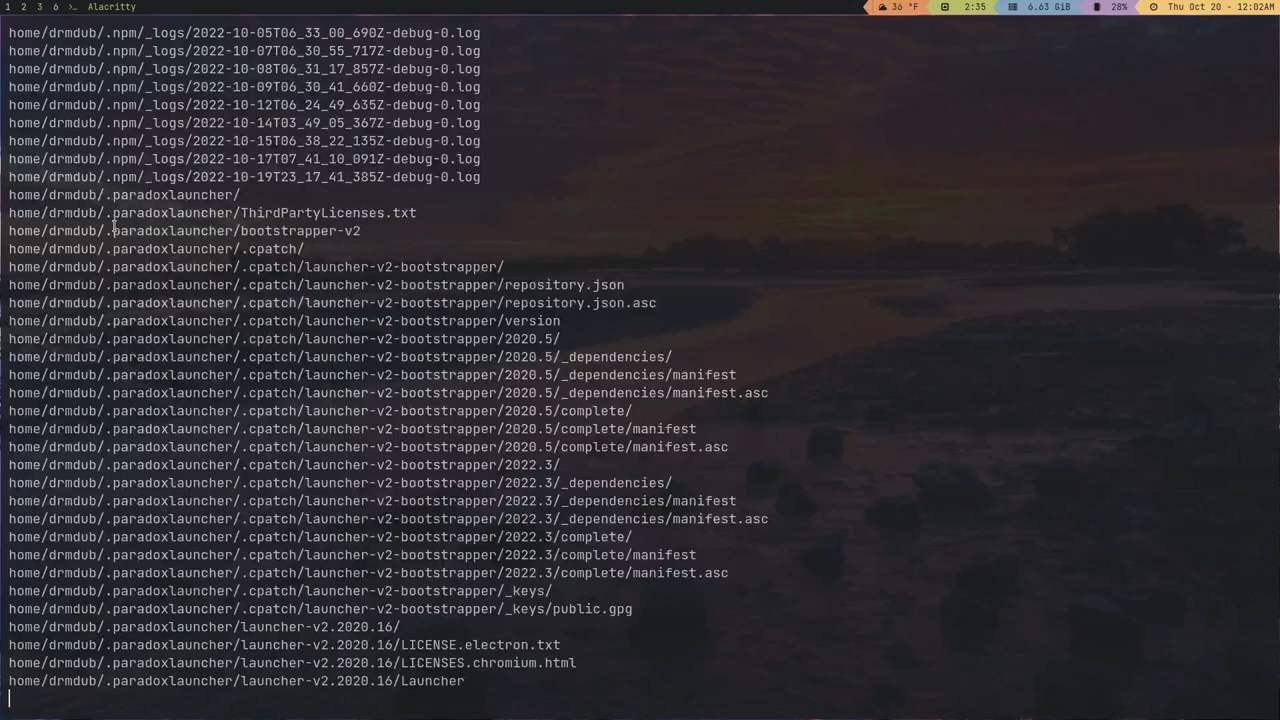 1 2 3 6 >_ Alacritty 36 °F 2:35 6.63 GiB 28% Thu Oct 20 - 12:02AM
home/drmdub/.npm/_logs/2022-10-05T06_33_00_690Z-debug-0.log
home/drmdub/.npm/_logs/2022-10-07T06_30_55_717Z-debug-0.log
home/drmdub/.npm/_logs/2022-10-08T06_31_17_857Z-debug-0.log
home/drmdub/.npm/_logs/2022-10-09T06_30_41_660Z-debug-0.log
home/drmdub/.npm/_logs/2022-10-12T06_24_49_635Z-debug-0.log
home/drmdub/.npm/_logs/2022-10-14T03_49_05_367Z-debug-0.log
home/drmdub/.npm/_logs/2022-10-15T06_38_22_135Z-debug-0.log
home/drmdub/.npm/_logs/2022-10-17T07_41_10_091Z-debug-0.log
home/drmdub/.npm/_logs/2022-10-19T23_17_41_385Z-debug-0.log
home/drmdub/.paradoxlauncher/
home/drmdub/.paradoxlauncher/ThirdPartyLicenses.txt
home/drmdub/.paradoxlauncher/bootstrapper-v2
home/drmdub/.paradoxlauncher/.cpatch/
home/drmdub/.paradoxlauncher/.cpatch/launcher-v2-bootstrapper/
home/drmdub/.paradoxlauncher/.cpatch/launcher-v2-bootstrapper/repository.json
home/drmdub/.paradoxlauncher/.cpatch/launcher-v2-bootstrapper/repository.json.asc
home/drmdub/.paradoxlauncher/.cpatch/launcher-v2-bootstrapper/version
home/drmdub/.paradoxlauncher/.cpatch/launcher-v2-bootstrapper/2020.5/
home/drmdub/.paradoxlauncher/.cpatch/launcher-v2-bootstrapper/2020.5/_dependencies/
home/drmdub/.paradoxlauncher/.cpatch/launcher-v2-bootstrapper/2020.5/_dependencies/manifest
home/drmdub/.paradoxlauncher/.cpatch/launcher-v2-bootstrapper/2020.5/_dependencies/manifest.asc
home/drmdub/.paradoxlauncher/.cpatch/launcher-v2-bootstrapper/2020.5/complete/
home/drmdub/.paradoxlauncher/.cpatch/launcher-v2-bootstrapper/2020.5/complete/manifest
home/drmdub/.paradoxlauncher/.cpatch/launcher-v2-bootstrapper/2020.5/complete/manifest.asc
home/drmdub/.paradoxlauncher/.cpatch/launcher-v2-bootstrapper/2022.3/
home/drmdub/.paradoxlauncher/.cpatch/launcher-v2-bootstrapper/2022.3/_dependencies/
home/drmdub/.paradoxlauncher/.cpatch/launcher-v2-bootstrapper/2022.3/_dependencies/manifest
home/drmdub/.paradoxlauncher/.cpatch/launcher-v2-bootstrapper/2022.3/_dependencies/manifest.asc
home/drmdub/.paradoxlauncher/.cpatch/launcher-v2-bootstrapper/2022.3/complete/
home/drmdub/.paradoxlauncher/.cpatch/launcher-v2-bootstrapper/2022.3/complete/manifest
home/drmdub/.paradoxlauncher/.cpatch/launcher-v2-bootstrapper/2022.3/complete/manifest.asc
home/drmdub/.paradoxlauncher/.cpatch/launcher-v2-bootstrapper/_keys/
home/drmdub/.paradoxlauncher/.cpatch/launcher-v2-bootstrapper/_keys/public.gpg
home/drmdub/.paradoxlauncher/launcher-v2.2020.16/
home/drmdub/.paradoxlauncher/launcher-v2.2020.16/LICENSE.electron.txt
home/drmdub/.paradoxlauncher/launcher-v2.2020.16/LICENSES.chromium.html
home/drmdub/.paradoxlauncher/launcher-v2.2020.16/Launcher